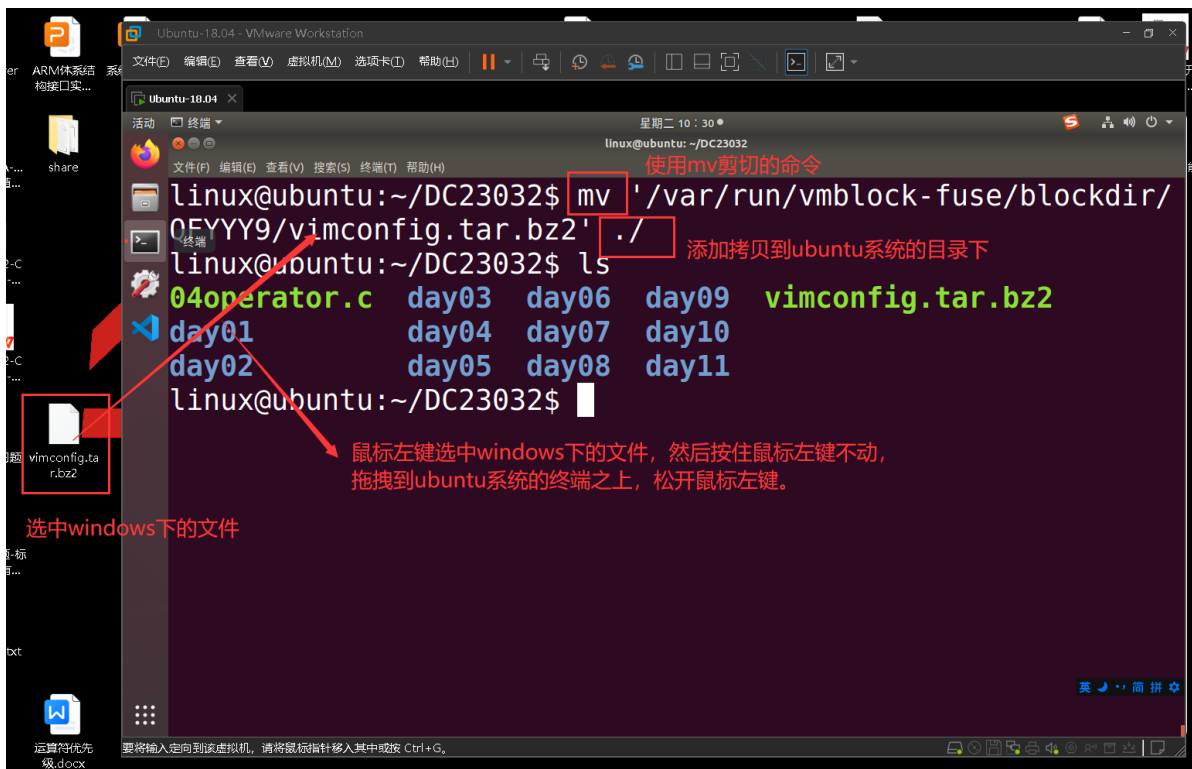 Ubuntu-18.04 - VMware Workstation
文件(F) 编辑(E) 查看(V) 虚拟机(M) 选项卡(T) 帮助(H)
Ubuntu-18.04
活动 终端 星期二 10：30
linux@ubuntu: ~/DC23032
文件(F) 编辑(E) 查看(V) 搜索(S) 终端(T) 帮助(H)
使用mv剪切的命令
linux@ubuntu:~/DC23032$ mv '/var/run/vmblock-fuse/blockdir/
QEYYY9/vimconfig.tar.bz2' ./
终端
添加拷贝到ubuntu系统的目录下
linux@ubuntu:~/DC23032$ ls
04operator.c day03 day06 day09 vimconfig.tar.bz2
day01 day04 day07 day10
day02 day05 day08 day11
linux@ubuntu:~/DC23032$
鼠标左键选中windows下的文件，然后按住鼠标左键不动，
拖拽到ubuntu系统的终端之上，松开鼠标左键。
选中windows下的文件
英 简 拼
要将输入定向到该虚拟机，请将鼠标指针移入其中或按 Ctrl+G。
ARM体系结
构接口实...
share
vimconfig.ta
r.bz2
txt
运算符优先
级.docx